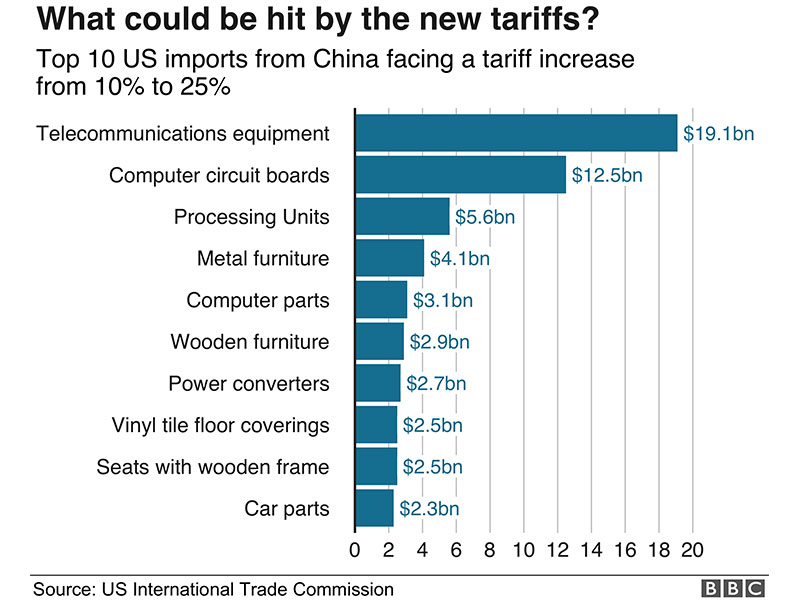 What could be hit by the new tariffs?
Top 10 US imports from China facing a tariff increase
from 10% to 25%
Telecommunications equipment $19.1bn
Computer circuit boards $12.5bn
Processing Units $5.6bn
Metal furniture $4.1bn
Computer parts $3.1bn
Wooden furniture $2.9bn
Power converters $2.7bn
Vinyl tile floor coverings $2.5bn
Seats with wooden frame $2.5bn
Car parts $2.3bn
0 2 4 6 8 10 12 14 16 18 20
Source: US International Trade Commission BBC